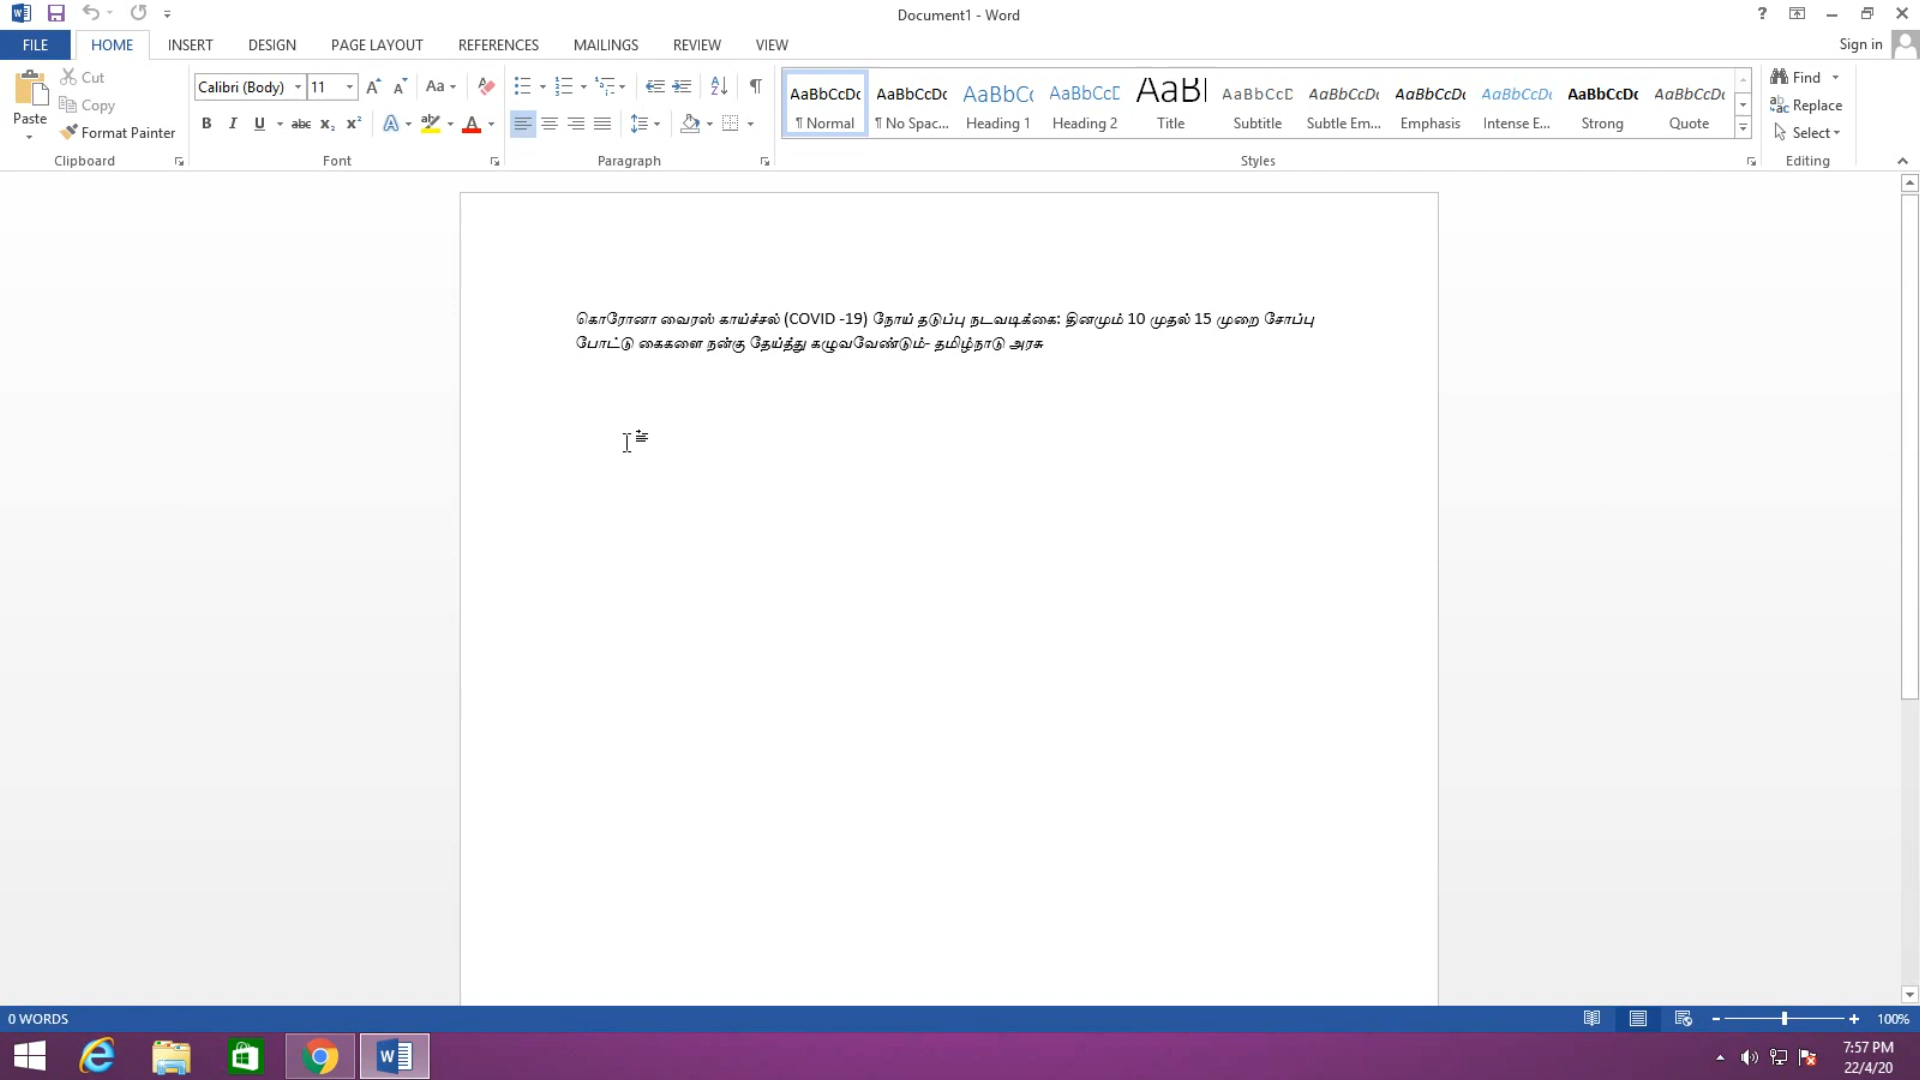 Document1 - Word
FILE HOME INSERT DESIGN PAGE LAYOUT REFERENCES MAILINGS REVIEW VIEW Sign in
Cut
Copy
Paste Format Painter
Calibri (Body) 11
AaBbCcDc AaBbCcDc AaBbCc AaBbCcD AaBl AaBbCcD AaBbCcDc AaBbCcDc AaBbCcDc AaBbCcDc AaBbCcDc
¶ Normal ¶ No Spac... Heading 1 Heading 2 Title Subtitle Subtle Em... Emphasis Intense E... Strong Quote
Find
Replace
Select
Clipboard Font Paragraph Styles Editing
கொரோனா வைரஸ் காய்ச்சல் (COVID -19) நோய் தடுப்பு நடவடிக்கை: தினமும் 10 முதல் 15 முறை சோப்பு
போட்டு கைகளை நன்கு தேய்த்து கழுவவேண்டும்- தமிழ்நாடு அரசு
0 WORDS 100%
7:57 PM
22/4/20